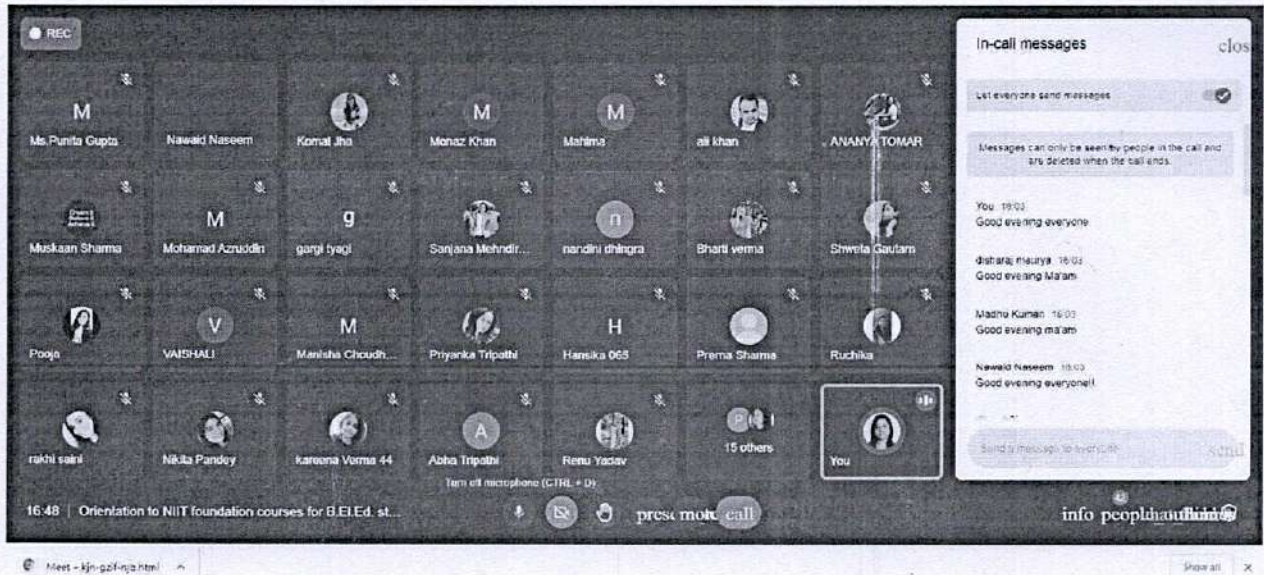 REC
M
Ms.Punita Gupta
Nawaid Naseem
Komal Jha
M
Monaz Khan
M
Mahima
ali khan
ANANYA TOMAR
Muskaan Sharma
M
Mohamad Azruddin
g
gargi tyagi
Sanjana Mehndir...
n
nandini dhingra
Bharti verma
Shweta Gautam
Pooja
V
VAISHALI
M
Manisha Choudh...
Priyanka Tripathi
H
Hansika 065
Prerna Sharma
Ruchika
rakhi saini
Nikita Pandey
kareena Verma 44
A
Abha Tripathi
Renu Yadav
P
15 others
You
Turn off microphone (CTRL + D)
16:48 | Orientation to NIIT foundation courses for B.El.Ed. st...
call
info
In-call messages
clos
Let everyone send messages
Messages can only be seen by people in the call and
are deleted when the call ends.
You 16:03
Good evening everyone
disharaj maurya 16:03
Good evening Ma'am
Madhu Kumari 16:03
Good evening ma'am
Nawaid Naseem 16:03
Good evening everyone!!
Send a message to everyone
send
Meet - kjn-gzif-nja.html
Show all